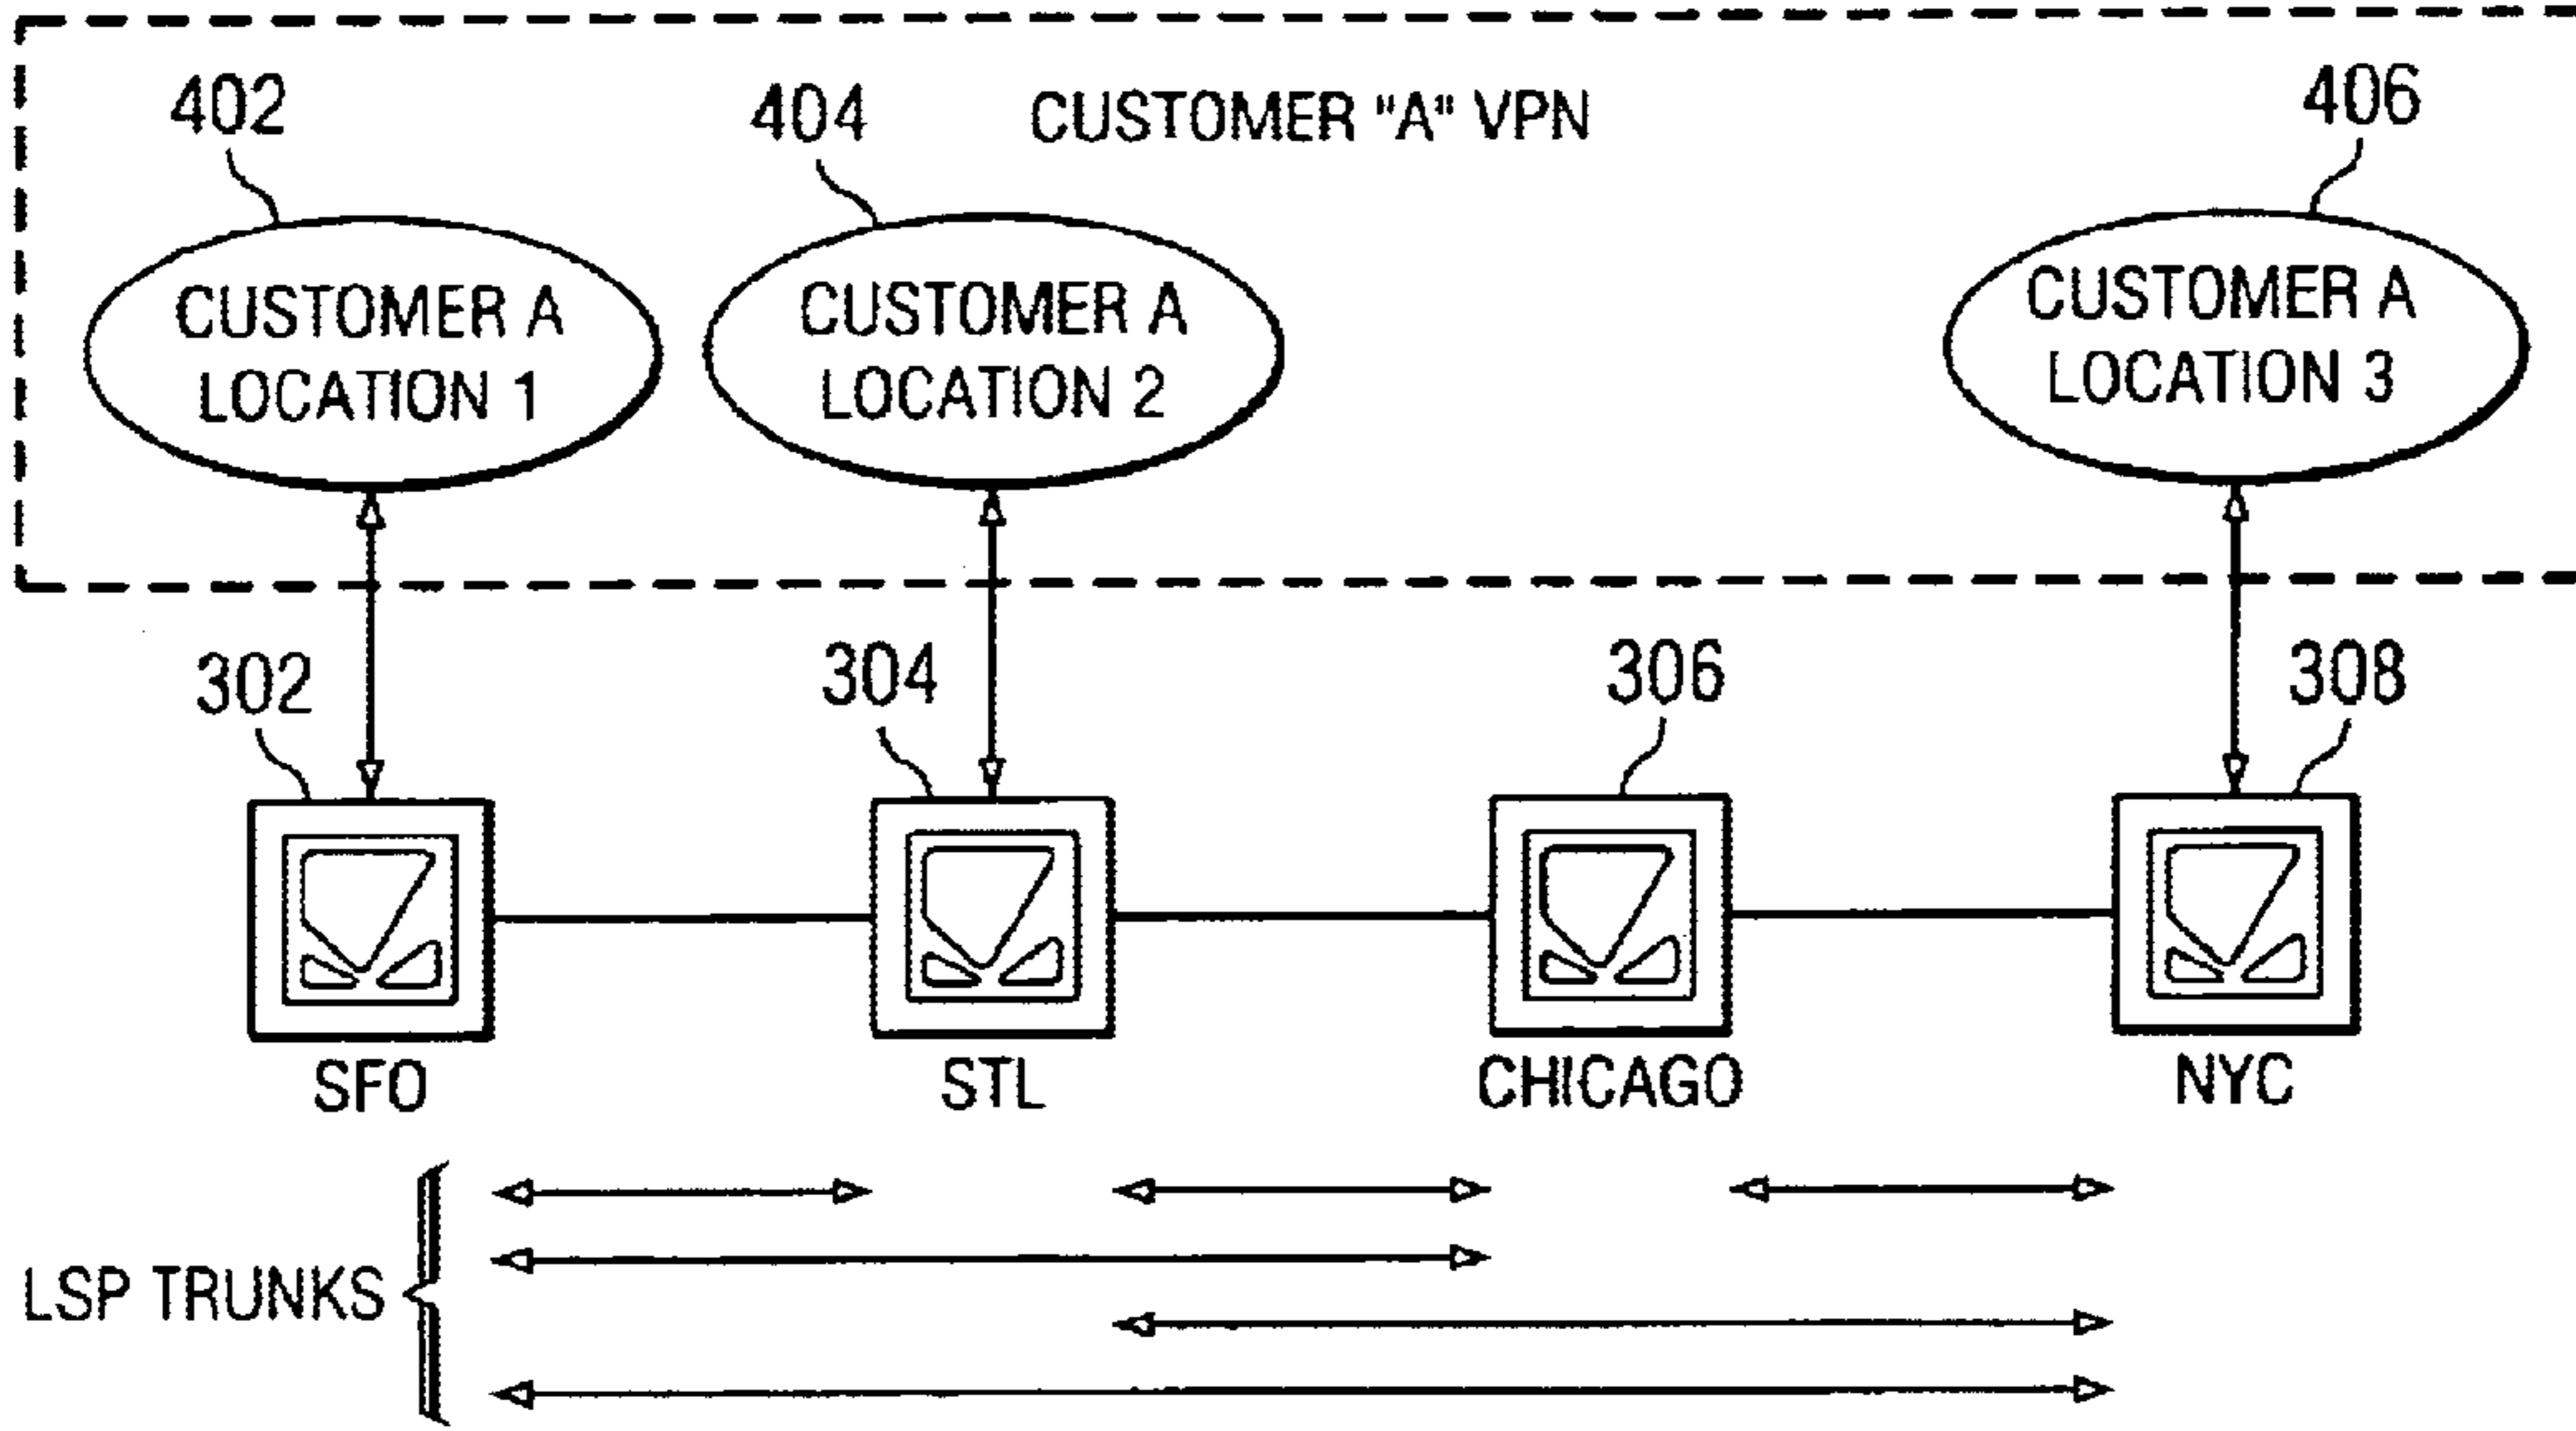 402
404
CUSTOMER "A" VPN
406
CUSTOMER A
LOCATION 1
CUSTOMER A
LOCATION 2
CUSTOMER A
LOCATION 3
302
304
306
308
SFO
STL
CHICAGO
NYC
LSP TRUNKS